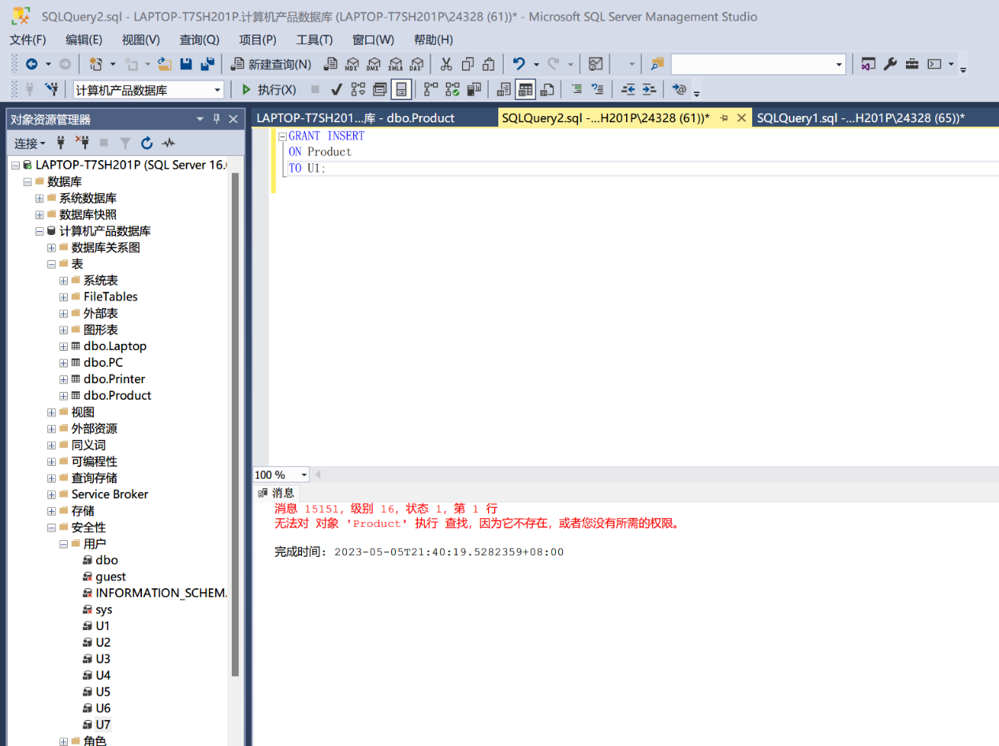 SQLQuery2.sql - LAPTOP-T7SH201P.计算机产品数据库 (LAPTOP-T7SH201P\24328 (61))* - Microsoft SQL Server Management Studio
文件(F) 编辑(E) 视图(V) 查询(Q) 项目(P) 工具(T) 窗口(W) 帮助(H)
新建查询(N) MDX DMX XMLA DAX
计算机产品数据库 执行(X)
对象资源管理器
连接
LAPTOP-T7SH201P (SQL Server 16.
数据库
系统数据库
数据库快照
计算机产品数据库
数据库关系图
表
系统表
FileTables
外部表
图形表
dbo.Laptop
dbo.PC
dbo.Printer
dbo.Product
视图
外部资源
同义词
可编程性
查询存储
Service Broker
存储
安全性
用户
dbo
guest
INFORMATION_SCHEM
sys
U1
U2
U3
U4
U5
U6
U7
角色
LAPTOP-T7SH201...库 - dbo.Product SQLQuery2.sql -...H201P\24328 (61))* SQLQuery1.sql -...H201P\24328 (65))*
GRANT INSERT
ON Product
TO U1;
100 %
消息
消息 15151，级别 16，状态 1，第 1 行
无法对 对象 'Product' 执行 查找，因为它不存在，或者您没有所需的权限。
完成时间: 2023-05-05T21:40:19.5282359+08:00